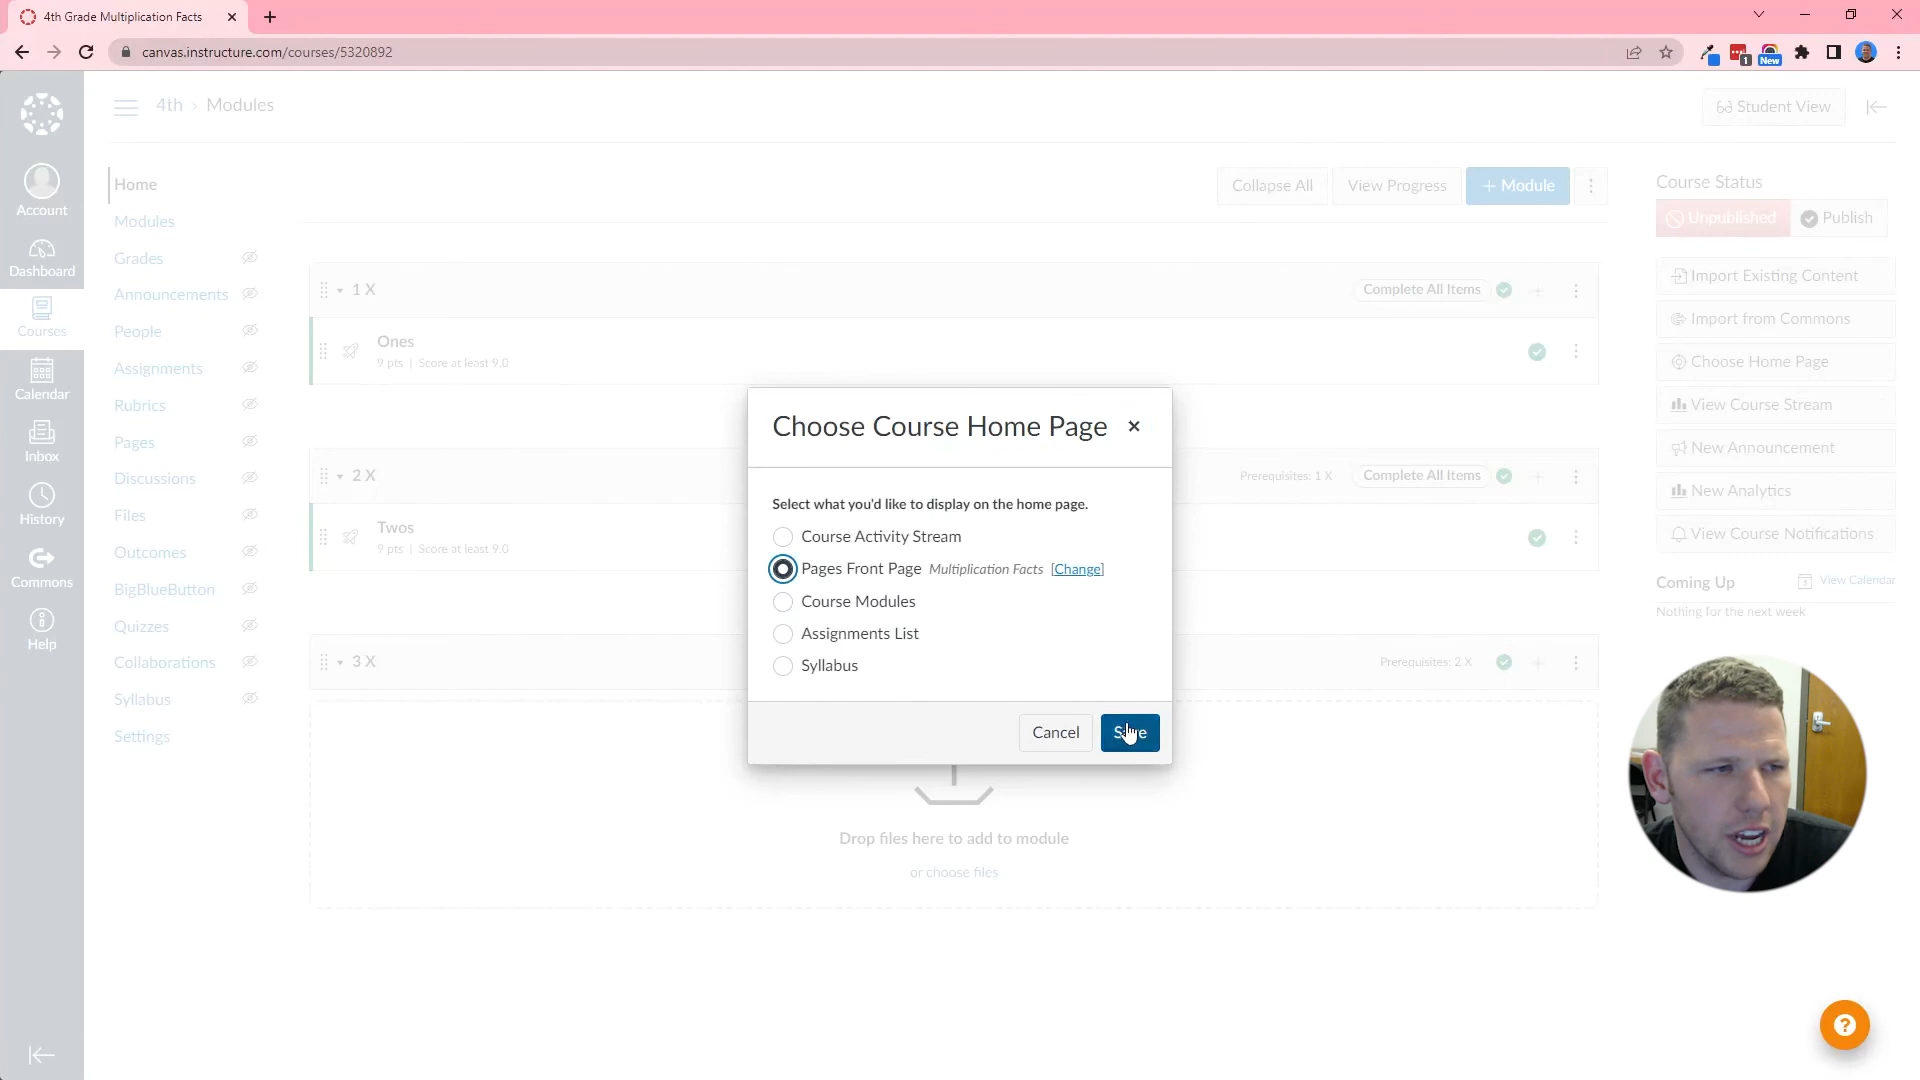 4th Grade Multiplication Facts
canvas.instructure.com/courses/5320892
1
New
4th › Modules
Student View
Account
Dashboard
Courses
Calendar
Inbox
History
Commons
Help
Home
Modules
Grades
Announcements
People
Assignments
Rubrics
Pages
Discussions
Files
Outcomes
BigBlueButton
Quizzes
Collaborations
Syllabus
Settings
Collapse All
View Progress
+ Module
1 X
Complete All Items
Ones
9 pts | Score at least 9.0
2 X
Prerequisites: 1 X
Complete All Items
Twos
9 pts | Score at least 9.0
3 X
Prerequisites: 2 X
Drop files here to add to module
or choose files
Choose Course Home Page
Select what you'd like to display on the home page.
Course Activity Stream
Pages Front Page Multiplication Facts [Change]
Course Modules
Assignments List
Syllabus
Cancel
Course Status
Unpublished
Publish
Import Existing Content
Import from Commons
Choose Home Page
View Course Stream
New Announcement
New Analytics
View Course Notifications
Coming Up
View Calendar
Nothing for the next week